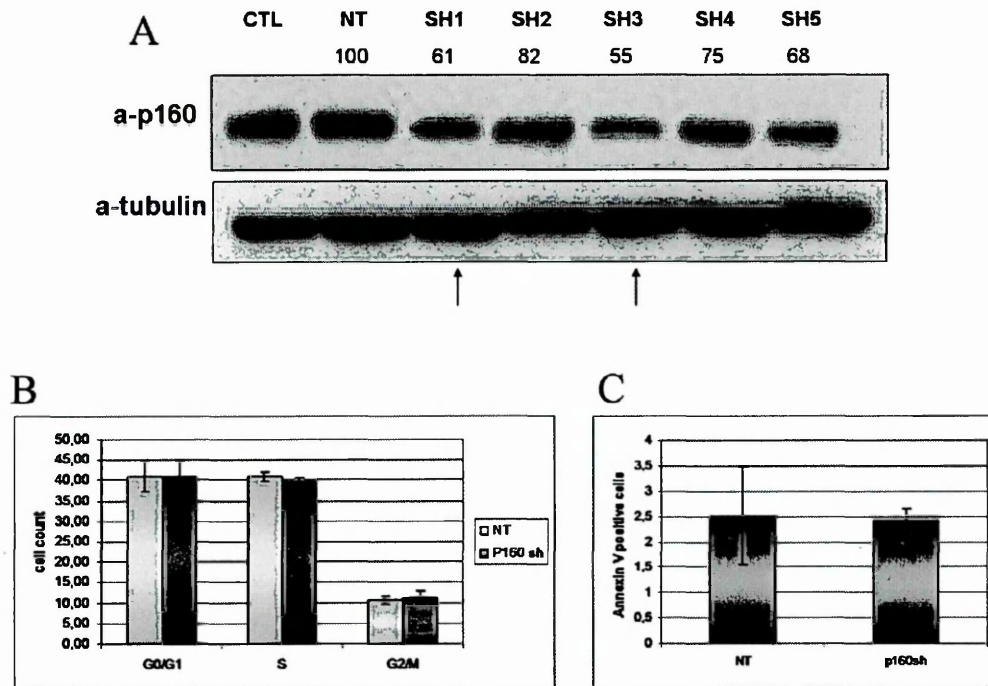 A
CTL NT SH1 SH2 SH3 SH4 SH5
100 61 82 55 75 68
a-p160
a-tubulin
B
50,00
45,00
40,00
35,00
30,00
25,00
20,00
15,00
10,00
5,00
0,00
cell count
G0/G1 S G2/M
NT
P160 sh
C
4
3,5
3
2,5
2
1,5
1
0,5
0
Annexin V positive cells
NT p160sh